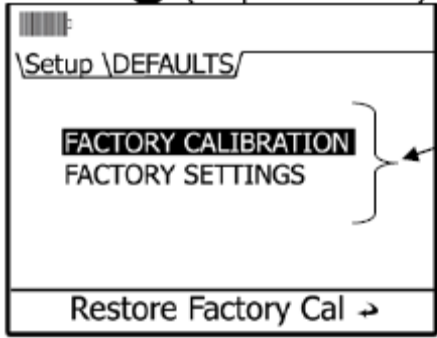 \Setup \DEFAULTS/
FACTORY CALIBRATION
FACTORY SETTINGS
Restore Factory Cal